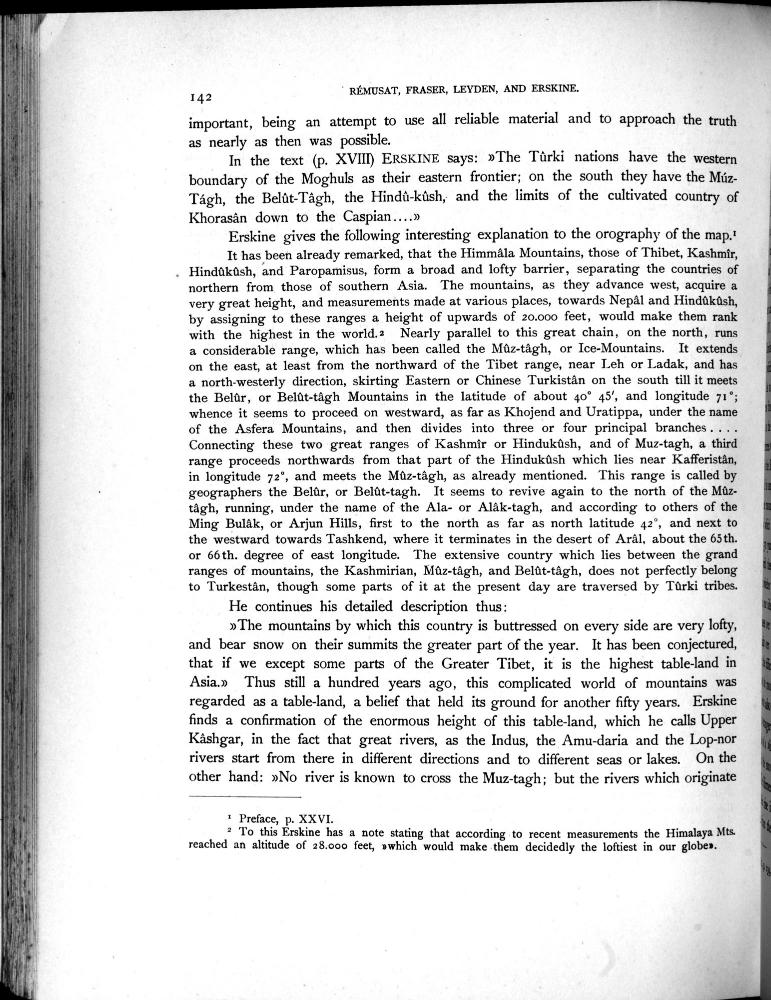 142
RÉMUSAT, FRASER, LEYDEN, AND ERSKINE.
important, being an attempt to use all reliable material and to approach the truth
as nearly as then was possible.
In the text (p. XVIII) ERSKINE says: »The Tûrki nations have the western
boundary of the Moghuls as their eastern frontier; on the south they have the Múz-
Tágh, the Belût-Tâgh, the Hindû-kûsh, and the limits of the cultivated country of
Khorasân down to the Caspian....»
Erskine gives the following interesting explanation to the orography of the map.¹
It has been already remarked, that the Himmâla Mountains, those of Thibet, Kashmîr,
Hindûkûsh, and Paropamisus, form a broad and lofty barrier, separating the countries of
northern from those of southern Asia. The mountains, as they advance west, acquire a
very great height, and measurements made at various places, towards Nepâl and Hindûkûsh,
by assigning to these ranges a height of upwards of 20.000 feet, would make them rank
with the highest in the world.² Nearly parallel to this great chain, on the north, runs
a considerable range, which has been called the Mûz-tâgh, or Ice-Mountains. It extends
on the east, at least from the northward of the Tibet range, near Leh or Ladak, and has
a north-westerly direction, skirting Eastern or Chinese Turkistân on the south till it meets
the Belûr, or Belût-tâgh Mountains in the latitude of about 40° 45′, and longitude 71°;
whence it seems to proceed on westward, as far as Khojend and Uratippa, under the name
of the Asfera Mountains, and then divides into three or four principal branches ....
Connecting these two great ranges of Kashmîr or Hindukûsh, and of Muz-tagh, a third
range proceeds northwards from that part of the Hindukûsh which lies near Kafferistân,
in longitude 72°, and meets the Mûz-tâgh, as already mentioned. This range is called by
geographers the Belûr, or Belût-tagh. It seems to revive again to the north of the Mûz-
tâgh, running, under the name of the Ala- or Alâk-tagh, and according to others of the
Ming Bulâk, or Arjun Hills, first to the north as far as north latitude 42°, and next to
the westward towards Tashkend, where it terminates in the desert of Arâl, about the 65th.
or 66th. degree of east longitude. The extensive country which lies between the grand
ranges of mountains, the Kashmirian, Mûz-tâgh, and Belût-tâgh, does not perfectly belong
to Turkestân, though some parts of it at the present day are traversed by Tûrki tribes.
He continues his detailed description thus:
»The mountains by which this country is buttressed on every side are very lofty,
and bear snow on their summits the greater part of the year. It has been conjectured,
that if we except some parts of the Greater Tibet, it is the highest table-land in
Asia.» Thus still a hundred years ago, this complicated world of mountains was
regarded as a table-land, a belief that held its ground for another fifty years. Erskine
finds a confirmation of the enormous height of this table-land, which he calls Upper
Kâshgar, in the fact that great rivers, as the Indus, the Amu-daria and the Lop-nor
rivers start from there in different directions and to different seas or lakes. On the
other hand: »No river is known to cross the Muz-tagh; but the rivers which originate
¹ Preface, p. XXVI.
² To this Erskine has a note stating that according to recent measurements the Himalaya Mts.
reached an altitude of 28.000 feet, »which would make them decidedly the loftiest in our globe».